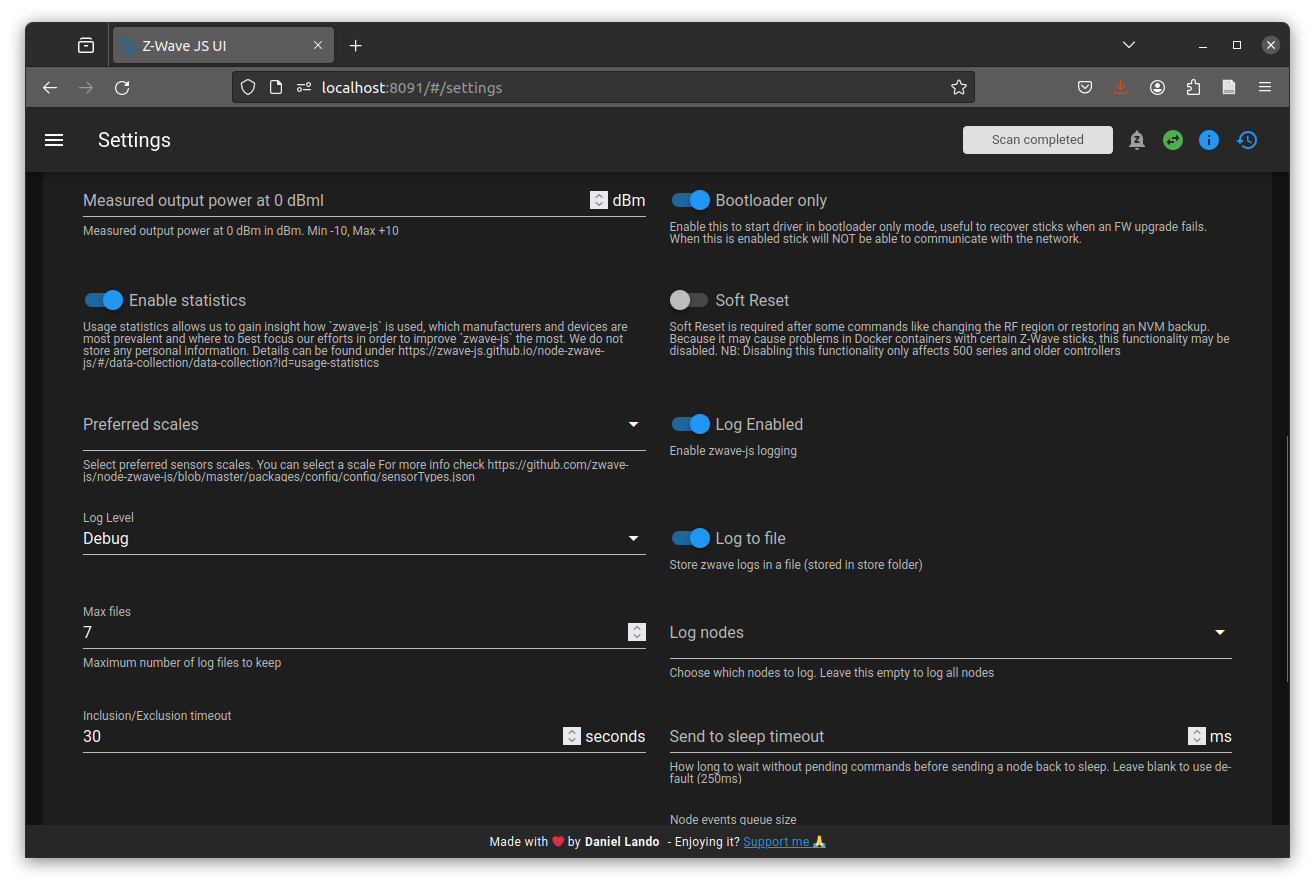 Z-Wave JS UI
localhost:8091/#/settings
Settings
Scan completed
Measured output power at 0 dBml
dBm
Measured output power at 0 dBm in dBm. Min -10, Max +10
Bootloader only
Enable this to start driver in bootloader only mode, useful to recover sticks when an FW upgrade fails.
When this is enabled stick will NOT be able to communicate with the network.
Enable statistics
Usage statistics allows us to gain insight how `zwave-js` is used, which manufacturers and devices are
most prevalent and where to best focus our efforts in order to improve `zwave-js` the most. We do not
store any personal information. Details can be found under https://zwave-js.github.io/node-zwave-
js/#/data-collection/data-collection?id=usage-statistics
Soft Reset
Soft Reset is required after some commands like changing the RF region or restoring an NVM backup.
Because it may cause problems in Docker containers with certain Z-Wave sticks, this functionality may be
disabled. NB: Disabling this functionality only affects 500 series and older controllers
Preferred scales
Select preferred sensors scales. You can select a scale For more info check https://github.com/zwave-
js/node-zwave-js/blob/master/packages/config/config/sensorTypes.json
Log Enabled
Enable zwave-js logging
Log Level
Debug
Log to file
Store zwave logs in a file (stored in store folder)
Max files
7
Maximum number of log files to keep
Log nodes
Choose which nodes to log. Leave this empty to log all nodes
Inclusion/Exclusion timeout
30
seconds
Send to sleep timeout
ms
How long to wait without pending commands before sending a node back to sleep. Leave blank to use de-
fault (250ms)
Node events queue size
Made with ❤️ by Daniel Lando - Enjoying it? Support me 🙏